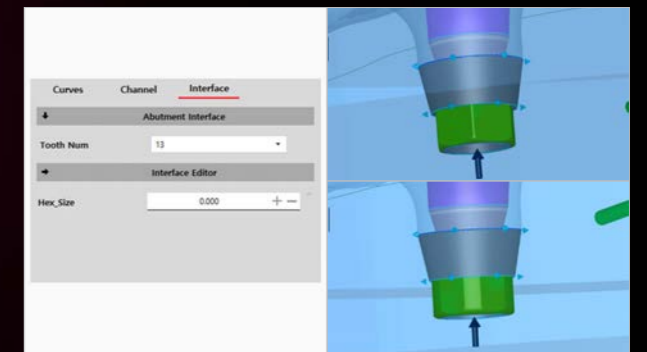 Curves Channel Interface
Abutment Interface
Tooth Num 13
Interface Editor
Hex_Size 0.000